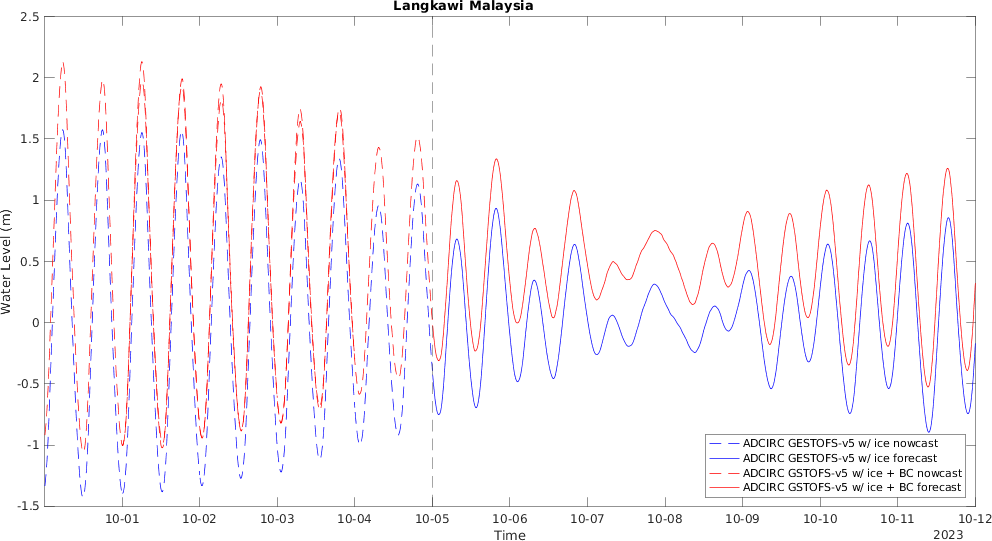 Langkawi Malaysia
2.5
2
1.5
1
0.5
0
-0.5
-1
-1.5
Water Level (m)
10-01 10-02 10-03 10-04 10-05 10-06 10-07 10-08 10-09 10-10 10-11 10-12
Time
2023
ADCIRC GESTOFS-v5 w/ ice nowcast
ADCIRC GESTOFS-v5 w/ ice forecast
ADCIRC GSTOFS-v5 w/ ice + BC nowcast
ADCIRC GSTOFS-v5 w/ ice + BC forecast